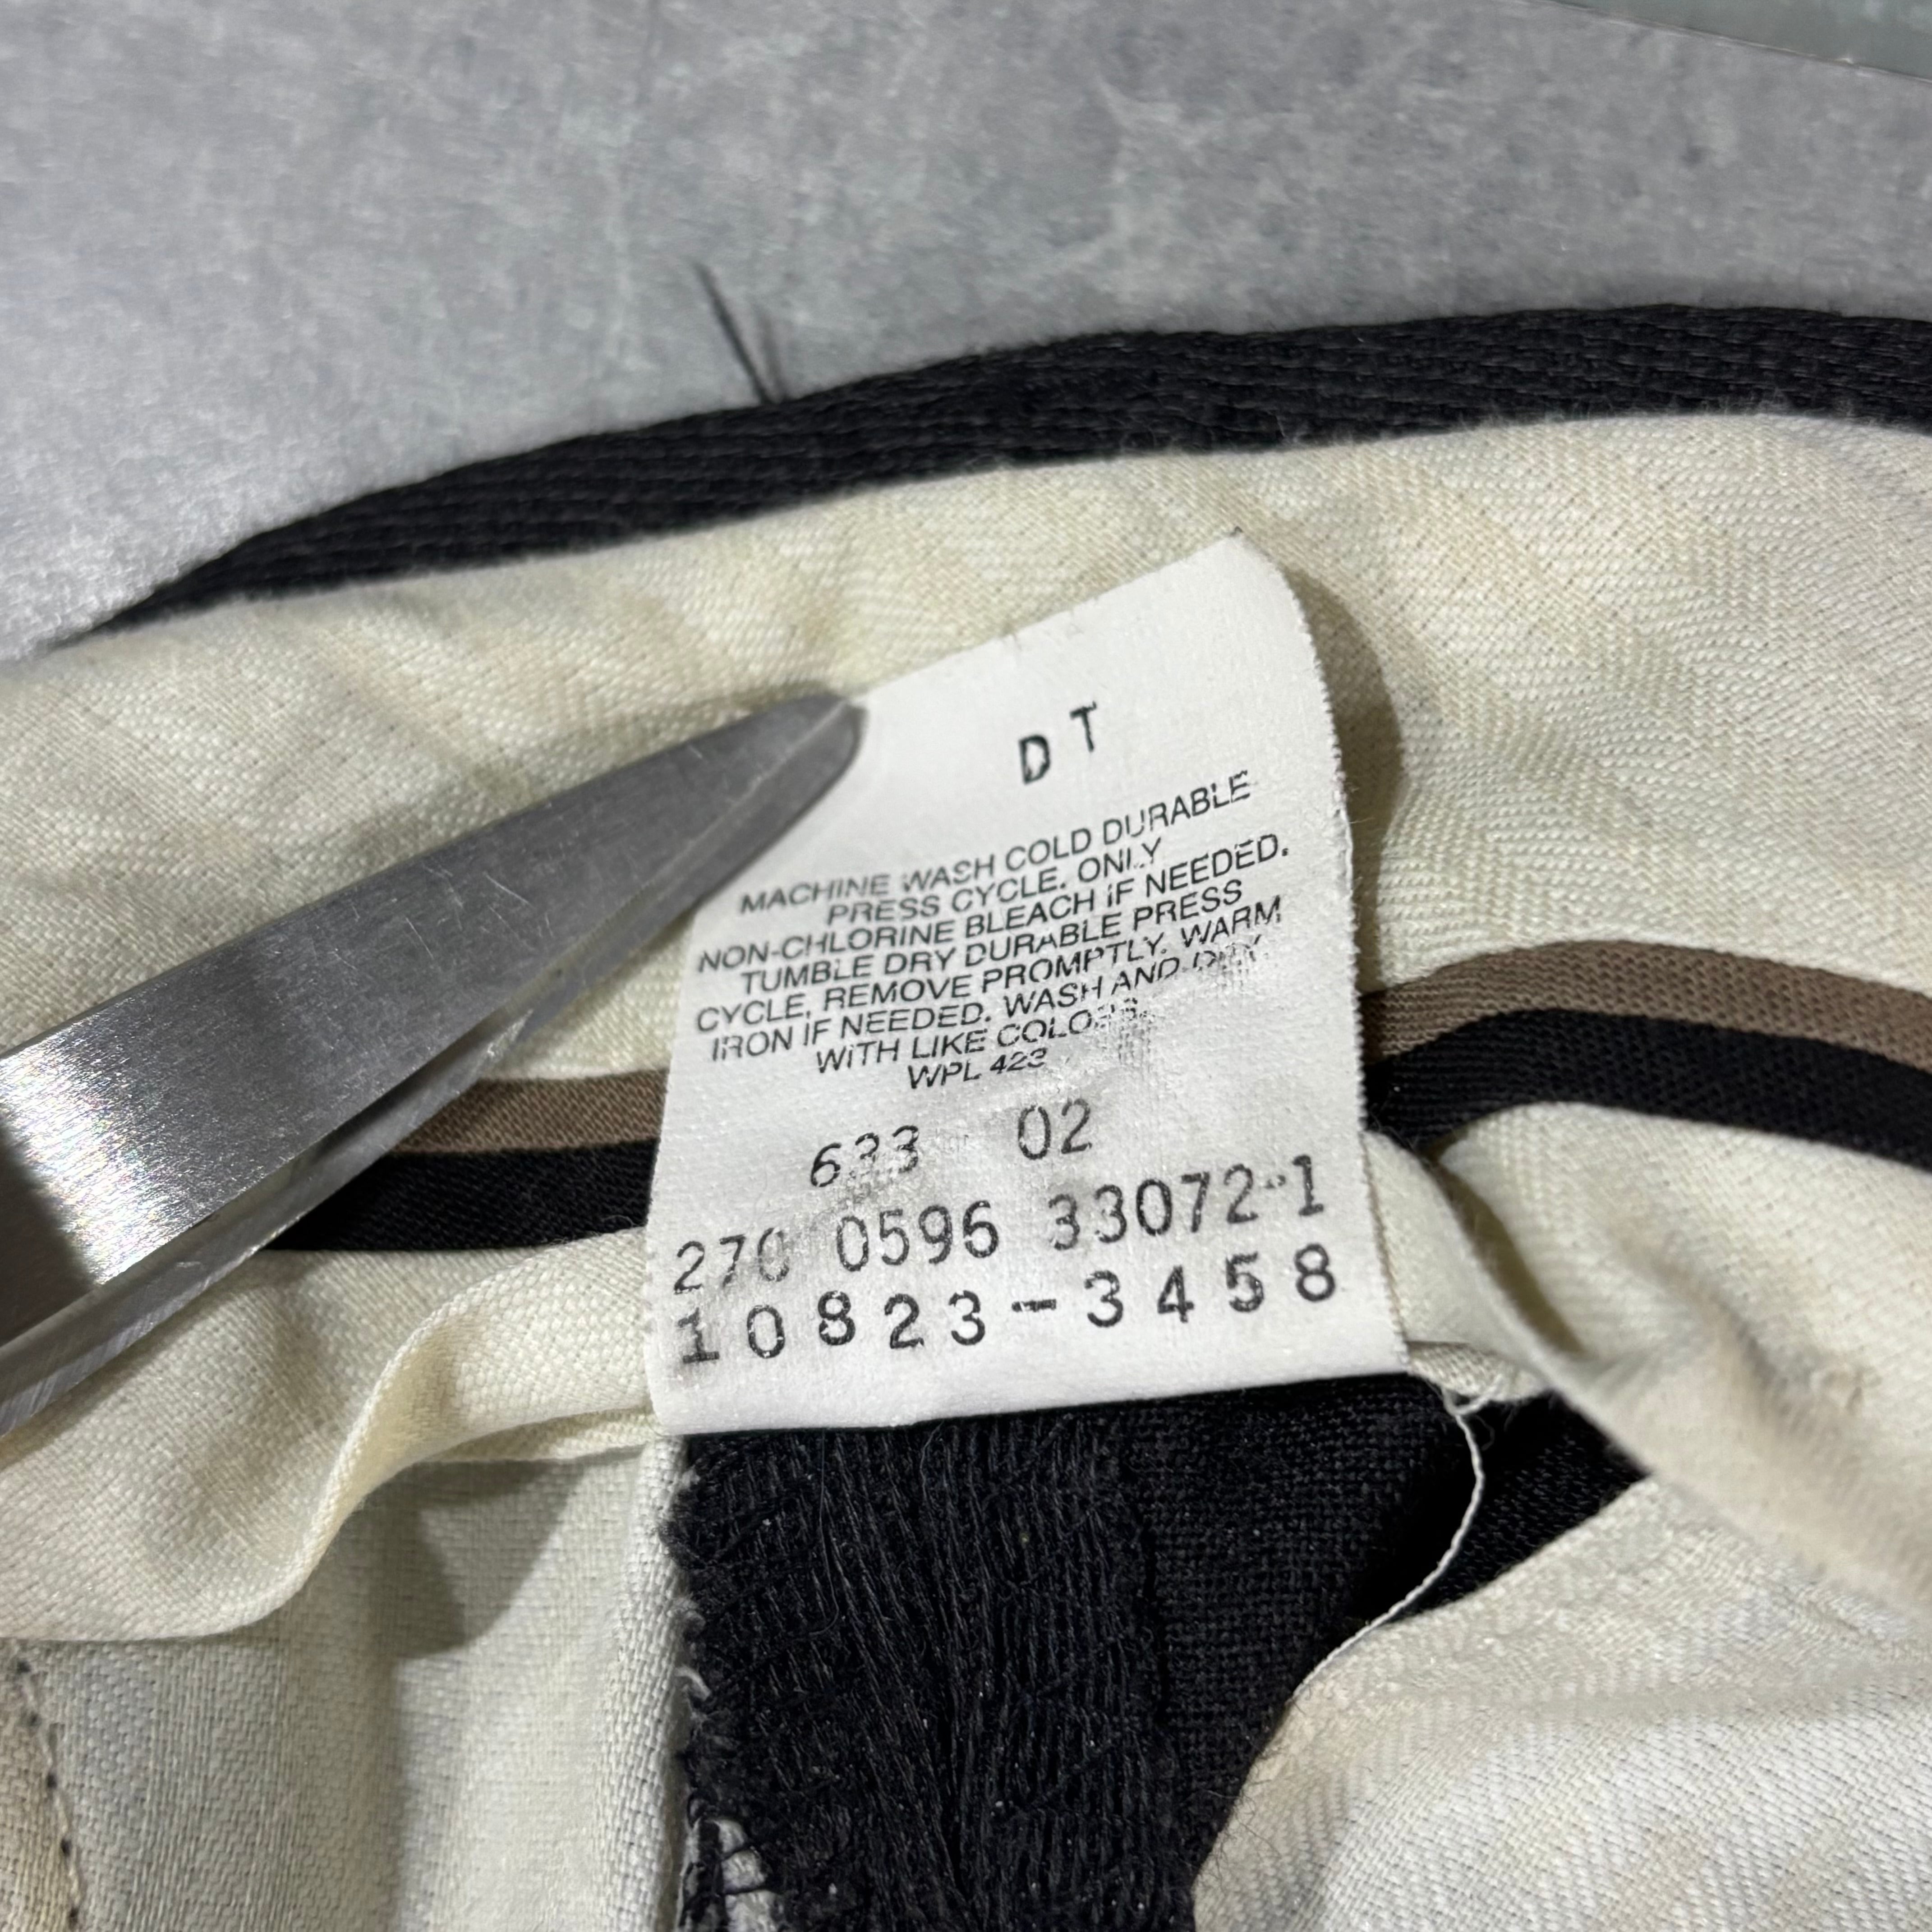 D T
MACHINE WASH COLD DURABLE
PRESS CYCLE. ONLY
NON-CHLORINE BLEACH IF NEEDED.
TUMBLE DRY DURABLE PRESS
CYCLE, REMOVE PROMPTLY. WARM
IRON IF NEEDED. WASH AND DRY
WITH LIKE COLORS.
WPL 423
633 02
270 0596 33072-1
10823-3458